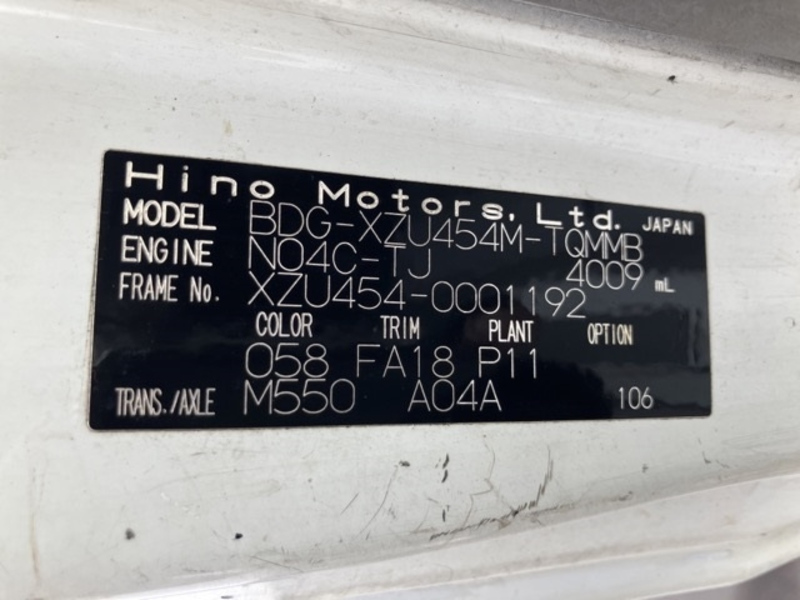 Hino Motors, Ltd. JAPAN
MODEL BDG-XZU454M-TQMMB
ENGINE N04C-TJ 4009 mL
FRAME No. XZU454-0001192
COLOR TRIM PLANT OPTION
058 FA18 P11
TRANS./AXLE M550 A04A 106